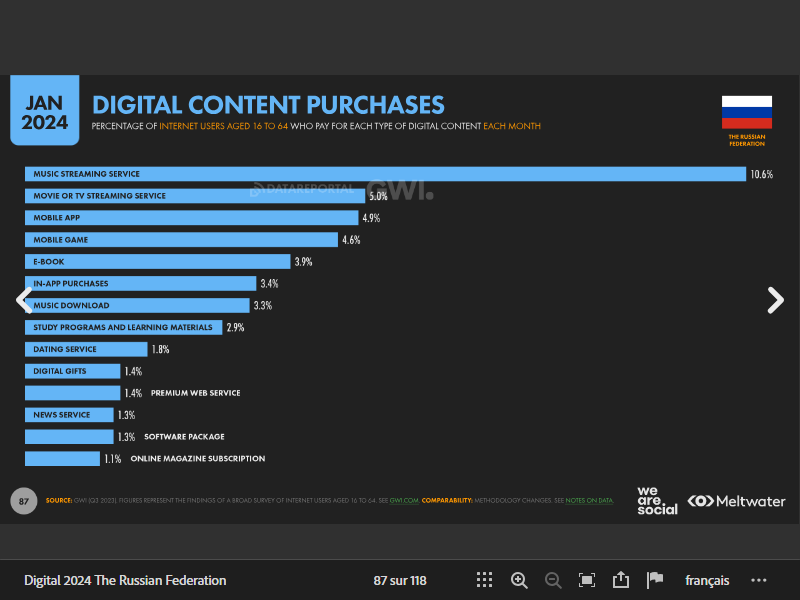 JAN
2024
DIGITAL CONTENT PURCHASES
PERCENTAGE OF INTERNET USERS AGED 16 TO 64 WHO PAY FOR EACH TYPE OF DIGITAL CONTENT EACH MONTH
THE RUSSIAN
FEDERATION
MUSIC STREAMING SERVICE 10.6%
DATAREPORTAL GWI.
MOVIE OR TV STREAMING SERVICE 5.0%
MOBILE APP 4.9%
MOBILE GAME 4.6%
E-BOOK 3.9%
IN-APP PURCHASES 3.4%
MUSIC DOWNLOAD 3.3%
STUDY PROGRAMS AND LEARNING MATERIALS 2.9%
DATING SERVICE 1.8%
DIGITAL GIFTS 1.4%
1.4% PREMIUM WEB SERVICE
NEWS SERVICE 1.3%
1.3% SOFTWARE PACKAGE
1.1% ONLINE MAGAZINE SUBSCRIPTION
87
SOURCE: GWI (Q3 2023). FIGURES REPRESENT THE FINDINGS OF A BROAD SURVEY OF INTERNET USERS AGED 16 TO 64. SEE GWI.COM. COMPARABILITY: METHODOLOGY CHANGES. SEE NOTES ON DATA.
we
are.
social
Meltwater
Digital 2024 The Russian Federation
87 sur 118
français